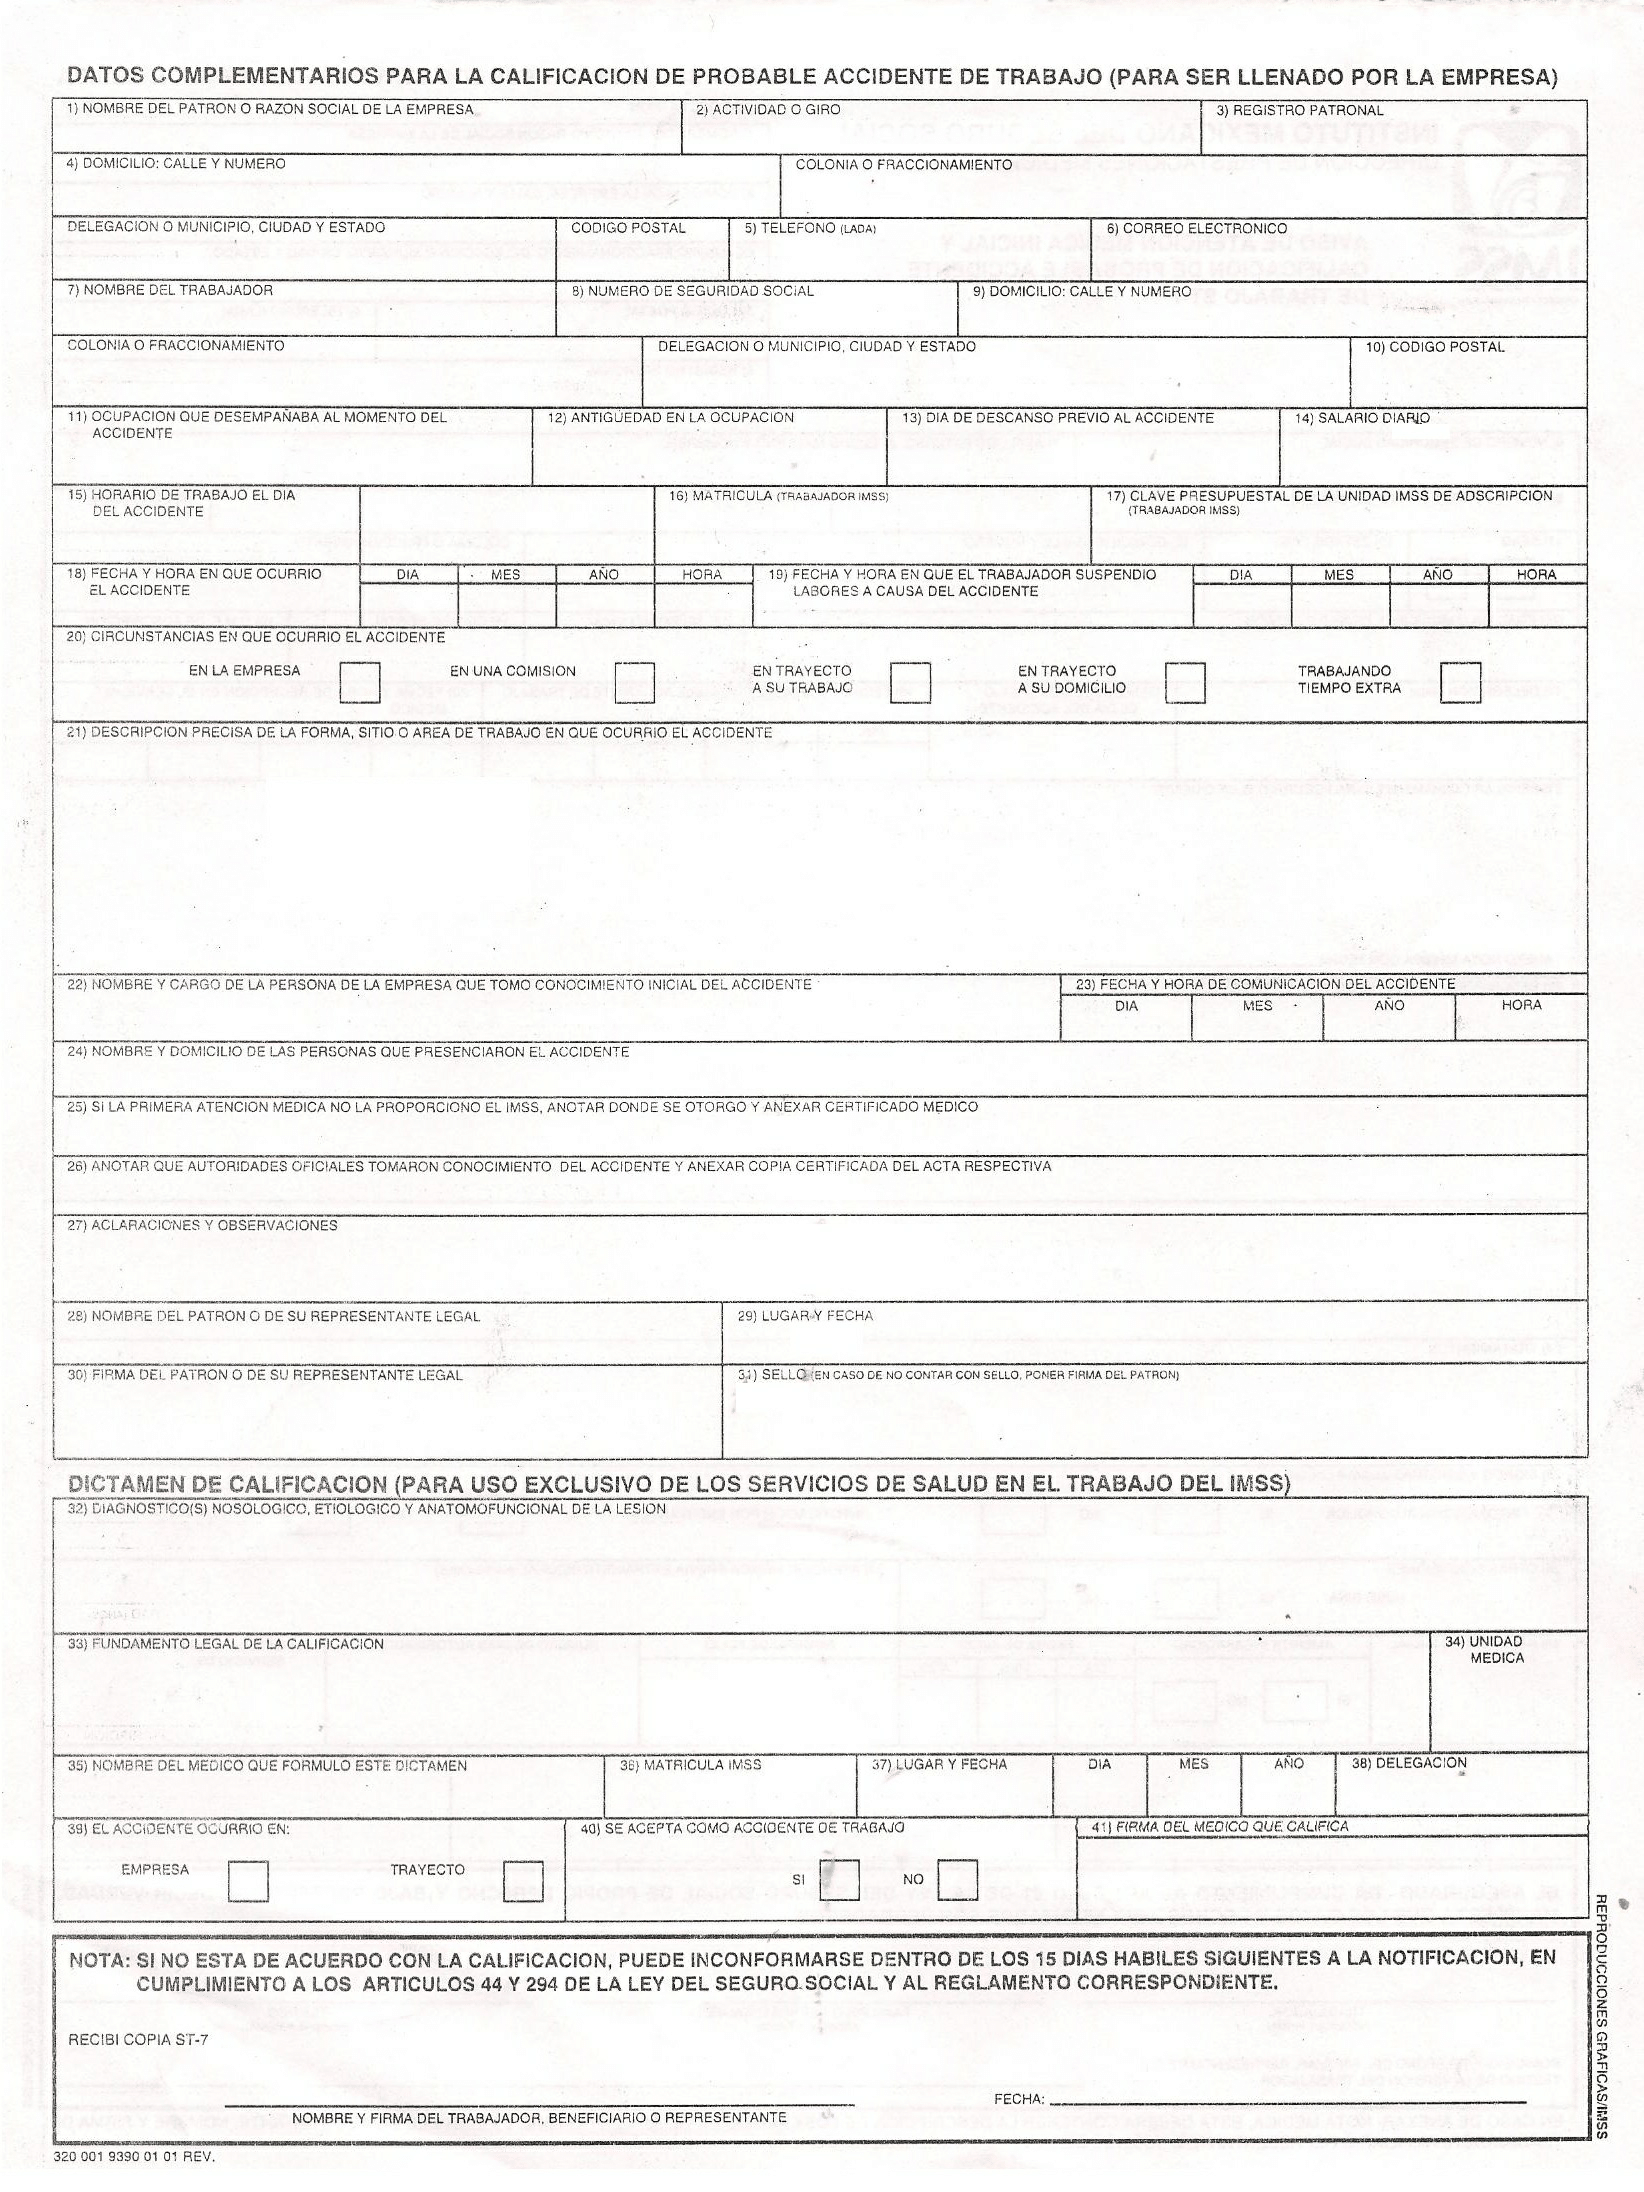 DATOS COMPLEMENTARIOS PARA LA CALIFICACION DE PROBABLE ACCIDENTE DE TRABAJO (PARA SER LLENADO POR LA EMPRESA)
1) NOMBRE DEL PATRON O RAZON SOCIAL DE LA EMPRESA
2) ACTIVIDAD O GIRO
3) REGISTRO PATRONAL
4) DOMICILIO: CALLE Y NUMERO
COLONIA O FRACCIONAMIENTO
DELEGACION O MUNICIPIO, CIUDAD Y ESTADO
CODIGO POSTAL
5) TELEFONO (LADA)
6) CORREO ELECTRONICO
7) NOMBRE DEL TRABAJADOR
8) NUMERO DE SEGURIDAD SOCIAL
9) DOMICILIO: CALLE Y NUMERO
COLONIA O FRACCIONAMIENTO
DELEGACION O MUNICIPIO, CIUDAD Y ESTADO
10) CODIGO POSTAL
11) OCUPACION QUE DESEMPAÑABA AL MOMENTO DEL
ACCIDENTE
12) ANTIGÜEDAD EN LA OCUPACION
13) DIA DE DESCANSO PREVIO AL ACCIDENTE
14) SALARIO DIARIO
15) HORARIO DE TRABAJO EL DIA
DEL ACCIDENTE
16) MATRICULA (TRABAJADOR IMSS)
17) CLAVE PRESUPUESTAL DE LA UNIDAD IMSS DE ADSCRIPCION
(TRABAJADOR IMSS)
18) FECHA Y HORA EN QUE OCURRIO
EL ACCIDENTE
DIA MES AÑO HORA
19) FECHA Y HORA EN QUE EL TRABAJADOR SUSPENDIO
LABORES A CAUSA DEL ACCIDENTE
DIA MES AÑO HORA
20) CIRCUNSTANCIAS EN QUE OCURRIO EL ACCIDENTE
EN LA EMPRESA
EN UNA COMISION
EN TRAYECTO
A SU TRABAJO
EN TRAYECTO
A SU DOMICILIO
TRABAJANDO
TIEMPO EXTRA
21) DESCRIPCION PRECISA DE LA FORMA, SITIO O AREA DE TRABAJO EN QUE OCURRIO EL ACCIDENTE
22) NOMBRE Y CARGO DE LA PERSONA DE LA EMPRESA QUE TOMO CONOCIMIENTO INICIAL DEL ACCIDENTE
23) FECHA Y HORA DE COMUNICACION DEL ACCIDENTE
DIA MES AÑO HORA
24) NOMBRE Y DOMICILIO DE LAS PERSONAS QUE PRESENCIARON EL ACCIDENTE
25) SI LA PRIMERA ATENCION MEDICA NO LA PROPORCIONO EL IMSS, ANOTAR DONDE SE OTORGO Y ANEXAR CERTIFICADO MEDICO
26) ANOTAR QUE AUTORIDADES OFICIALES TOMARON CONOCIMIENTO DEL ACCIDENTE Y ANEXAR COPIA CERTIFICADA DEL ACTA RESPECTIVA
27) ACLARACIONES Y OBSERVACIONES
28) NOMBRE DEL PATRON O DE SU REPRESENTANTE LEGAL
29) LUGAR Y FECHA
30) FIRMA DEL PATRON O DE SU REPRESENTANTE LEGAL
31) SELLO (EN CASO DE NO CONTAR CON SELLO, PONER FIRMA DEL PATRON)
DICTAMEN DE CALIFICACION (PARA USO EXCLUSIVO DE LOS SERVICIOS DE SALUD EN EL TRABAJO DEL IMSS)
32) DIAGNOSTICO(S) NOSOLOGICO, ETIOLOGICO Y ANATOMOFUNCIONAL DE LA LESION
33) FUNDAMENTO LEGAL DE LA CALIFICACION
34) UNIDAD
MEDICA
35) NOMBRE DEL MEDICO QUE FORMULO ESTE DICTAMEN
36) MATRICULA IMSS
37) LUGAR Y FECHA
DIA MES AÑO
38) DELEGACION
39) EL ACCIDENTE OCURRIO EN:
EMPRESA
TRAYECTO
40) SE ACEPTA COMO ACCIDENTE DE TRABAJO
SI
NO
41) FIRMA DEL MEDICO QUE CALIFICA
NOTA: SI NO ESTA DE ACUERDO CON LA CALIFICACION, PUEDE INCONFORMARSE DENTRO DE LOS 15 DIAS HABILES SIGUIENTES A LA NOTIFICACION, EN
CUMPLIMIENTO A LOS ARTICULOS 44 Y 294 DE LA LEY DEL SEGURO SOCIAL Y AL REGLAMENTO CORRESPONDIENTE.
RECIBI COPIA ST-7
FECHA:
NOMBRE Y FIRMA DEL TRABAJADOR, BENEFICIARIO O REPRESENTANTE
320 001 9390 01 01 REV.
REPRODUCCIONES GRAFICAS/IMSS